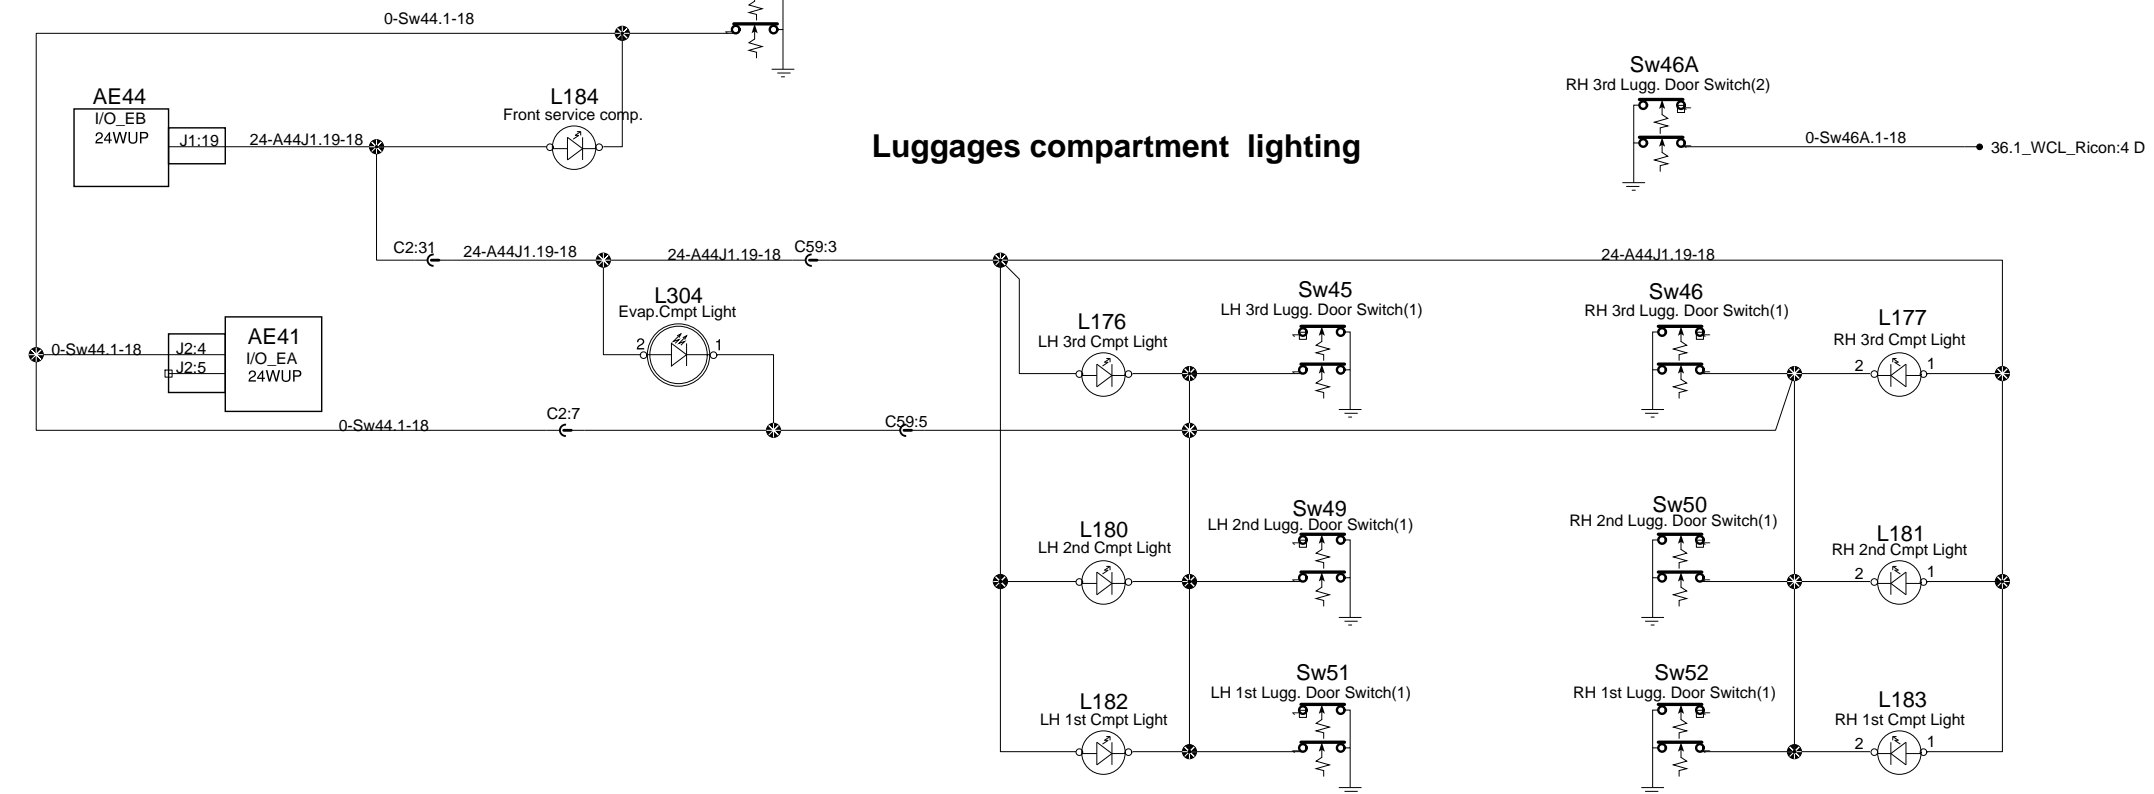 0-Sw44.1-18
AE44
I/O_EB
24WUP
J1:19
24-A44J1.19-18
L184
Front service comp.
Luggages compartment lighting
Sw46A
RH 3rd Lugg. Door Switch(2)
0-Sw46A.1-18
36.1_WCL_Ricon:4 D
C2:31
24-A44J1.19-18
24-A44J1.19-18
C59:3
24-A44J1.19-18
L304
Evap.Cmpt Light
2
1
0-Sw44.1-18
J2:4
J2:5
AE41
I/O_EA
24WUP
L176
LH 3rd Cmpt Light
Sw45
LH 3rd Lugg. Door Switch(1)
Sw46
RH 3rd Lugg. Door Switch(1)
L177
RH 3rd Cmpt Light
2
1
0-Sw44.1-18
C2:7
C59:5
L180
LH 2nd Cmpt Light
Sw49
LH 2nd Lugg. Door Switch(1)
Sw50
RH 2nd Lugg. Door Switch(1)
L181
RH 2nd Cmpt Light
2
1
L182
LH 1st Cmpt Light
Sw51
LH 1st Lugg. Door Switch(1)
Sw52
RH 1st Lugg. Door Switch(1)
L183
RH 1st Cmpt Light
2
1